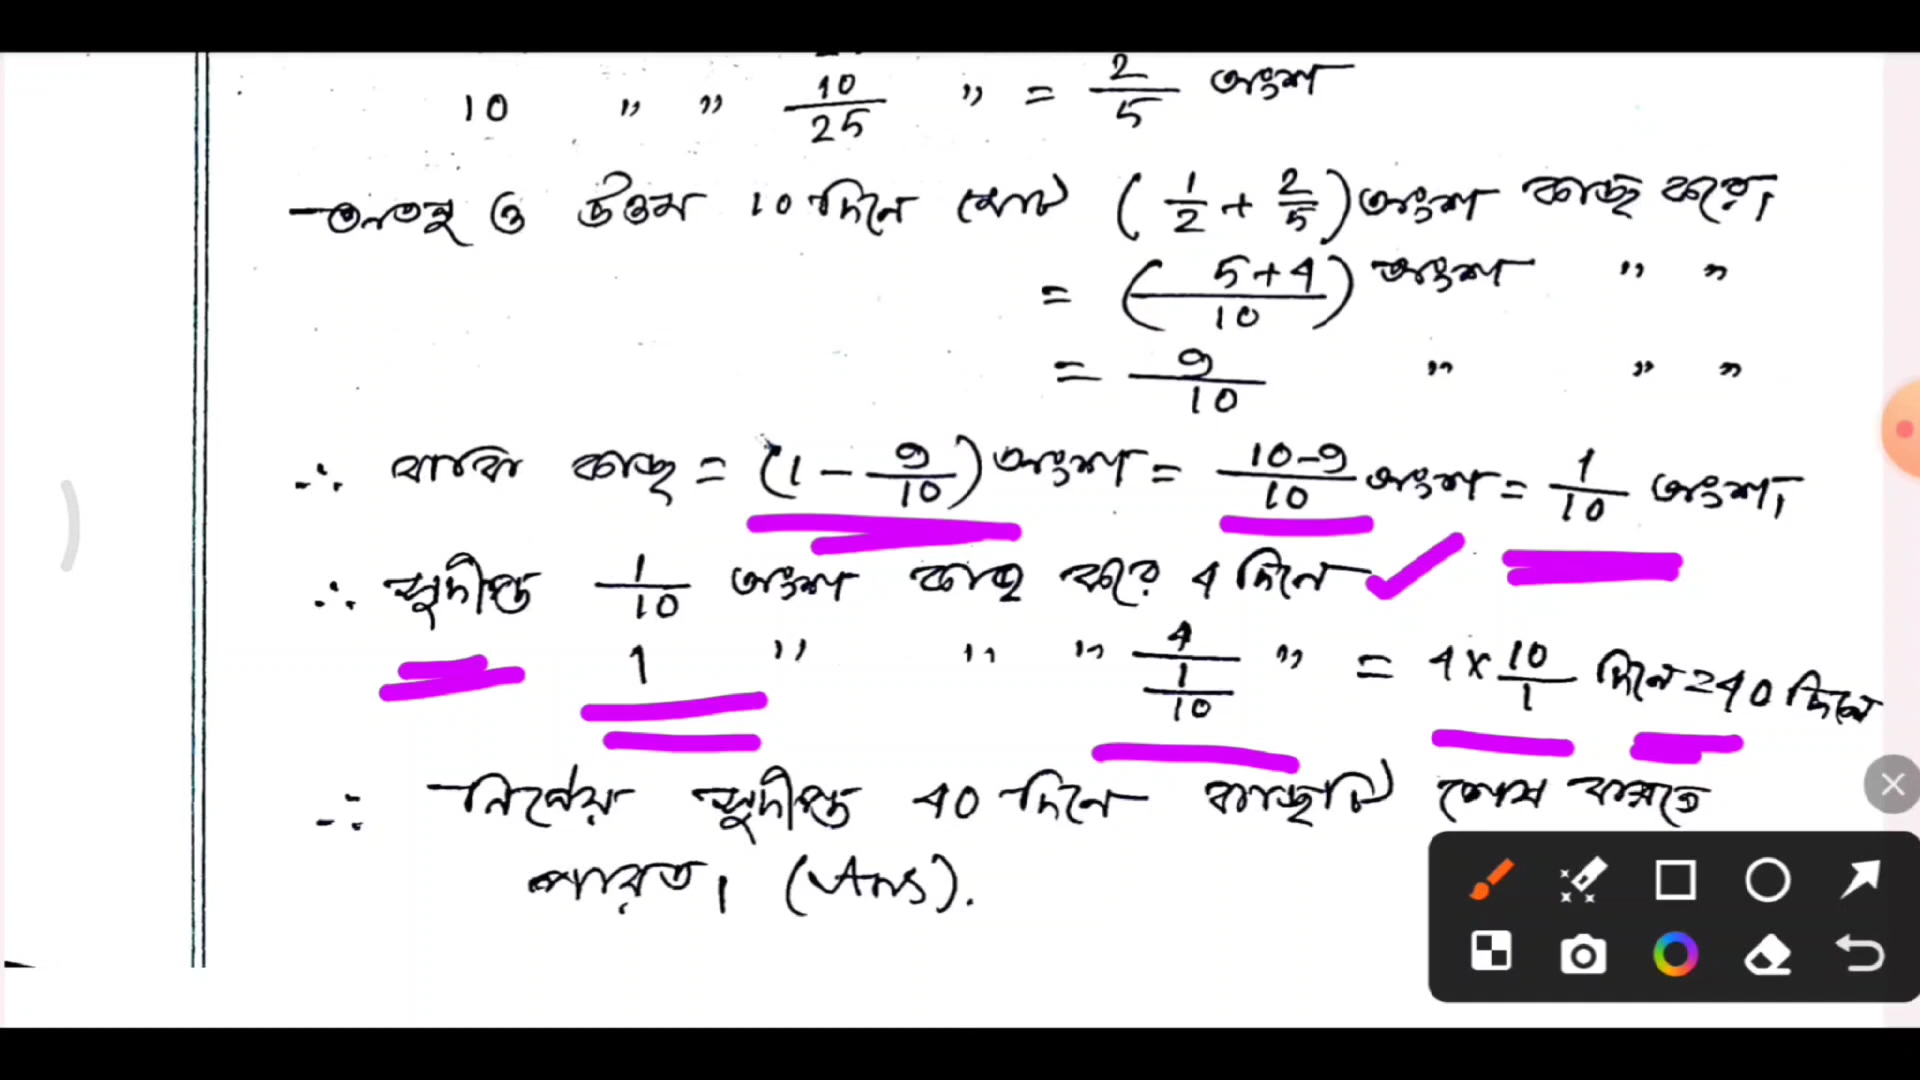 10 " " 10/25 " = 2/5 অংশ
অতনু ও উত্তম 10 দিনে মোট (1/2 + 2/5) অংশ কাজ করে।
= (5+4/10) অংশ " "
= 9/10 " " "
∴ বাকি কাজ = (1 - 9/10) অংশ = 10-9/10 অংশ = 1/10 অংশ।
∴ সুদীপ্ত 1/10 অংশ কাজ করে 4 দিনে
1 " " " 4/1/10 " = 4 × 10/1 দিনে = 40 দিনে
∴ নির্ণেয় সুদীপ্ত 40 দিনে কাজটি শেষ করতে
পারত। (Ans).